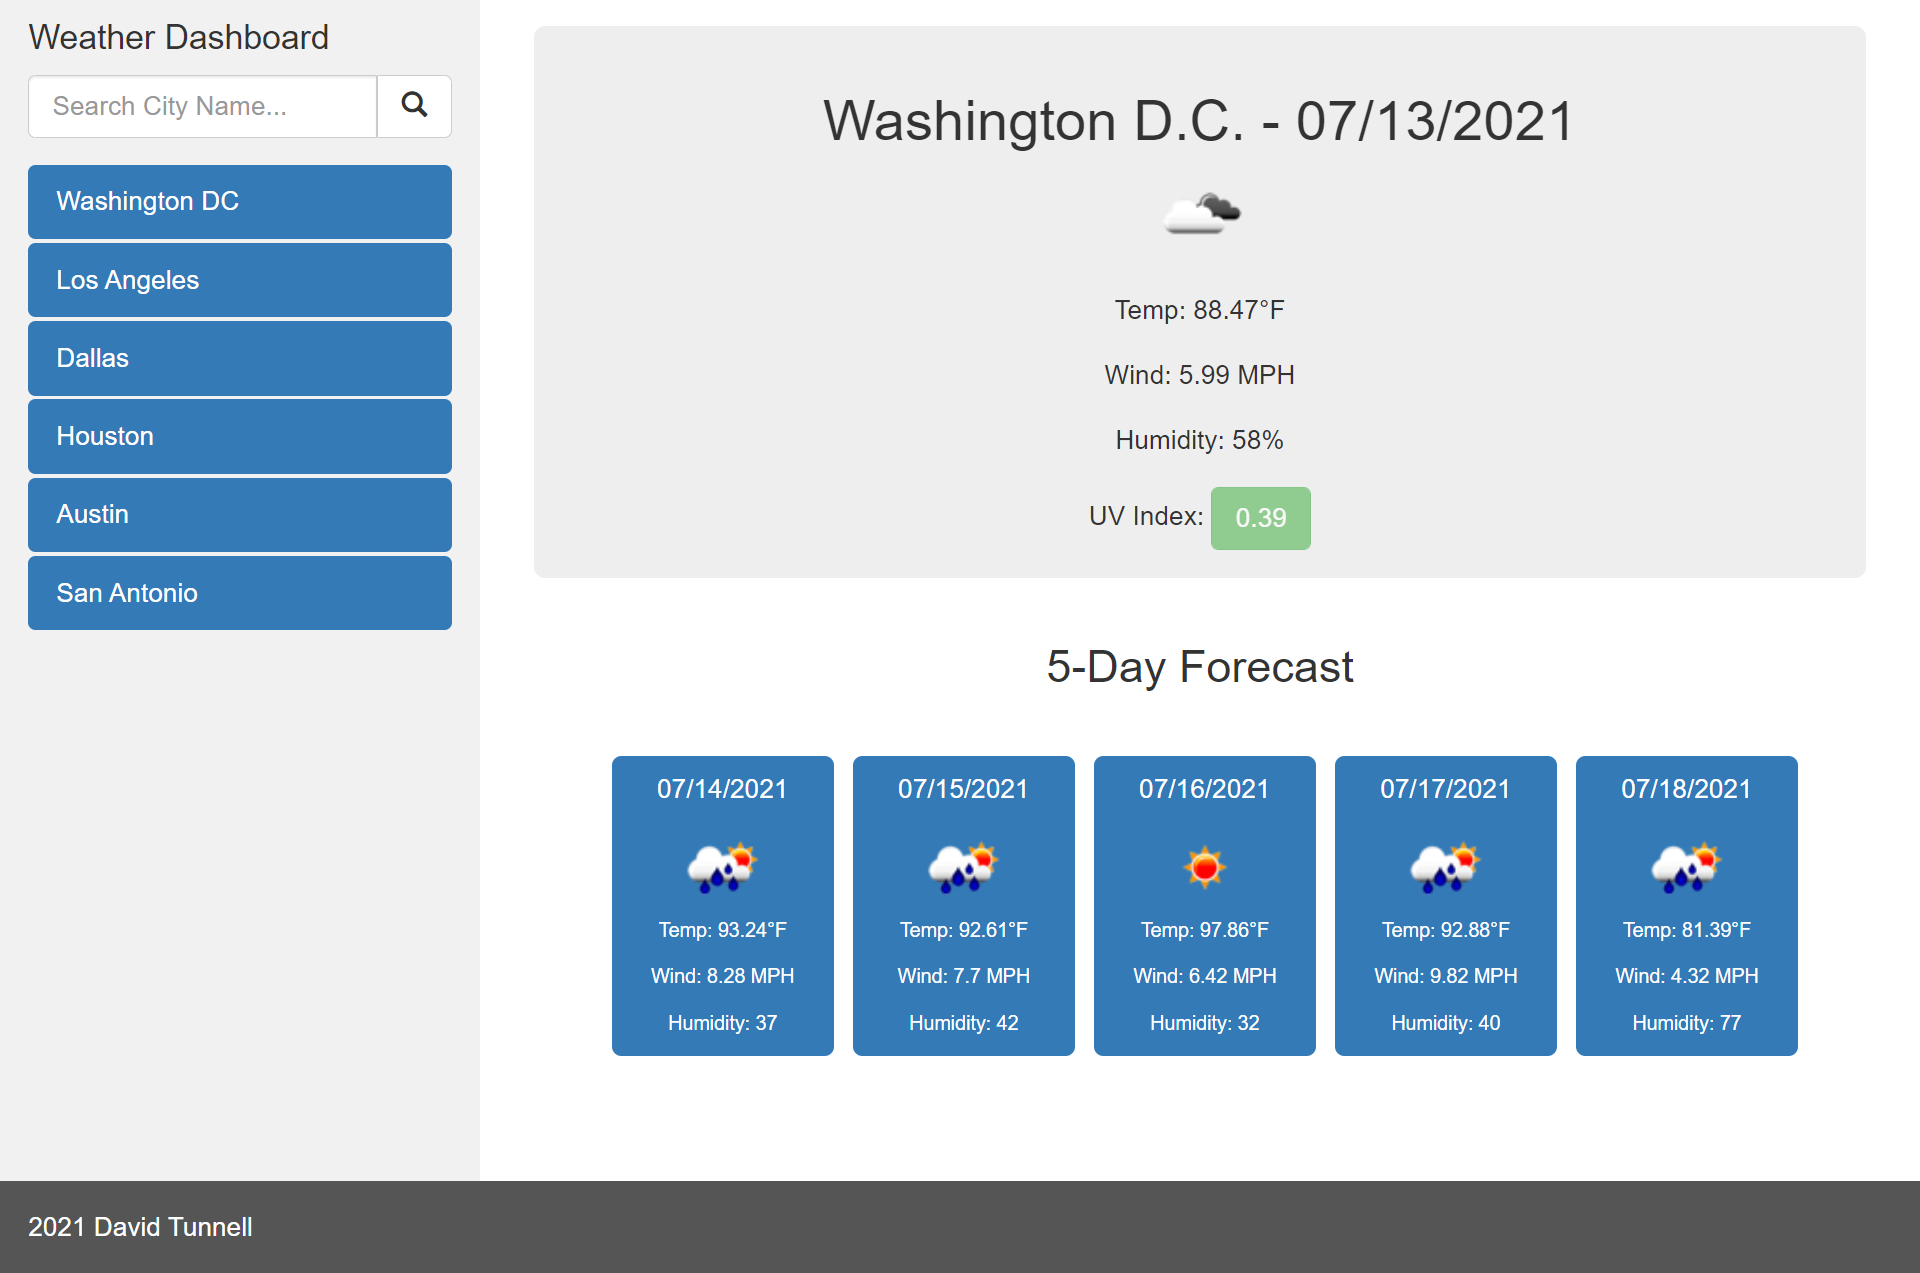 Weather Dashboard
Search City Name...
Washington DC
Los Angeles
Dallas
Houston
Austin
San Antonio
Washington D.C. - 07/13/2021
Temp: 88.47°F
Wind: 5.99 MPH
Humidity: 58%
UV Index: 0.39
5-Day Forecast
07/14/2021
Temp: 93.24°F
Wind: 8.28 MPH
Humidity: 37
07/15/2021
Temp: 92.61°F
Wind: 7.7 MPH
Humidity: 42
07/16/2021
Temp: 97.86°F
Wind: 6.42 MPH
Humidity: 32
07/17/2021
Temp: 92.88°F
Wind: 9.82 MPH
Humidity: 40
07/18/2021
Temp: 81.39°F
Wind: 4.32 MPH
Humidity: 77
2021 David Tunnell